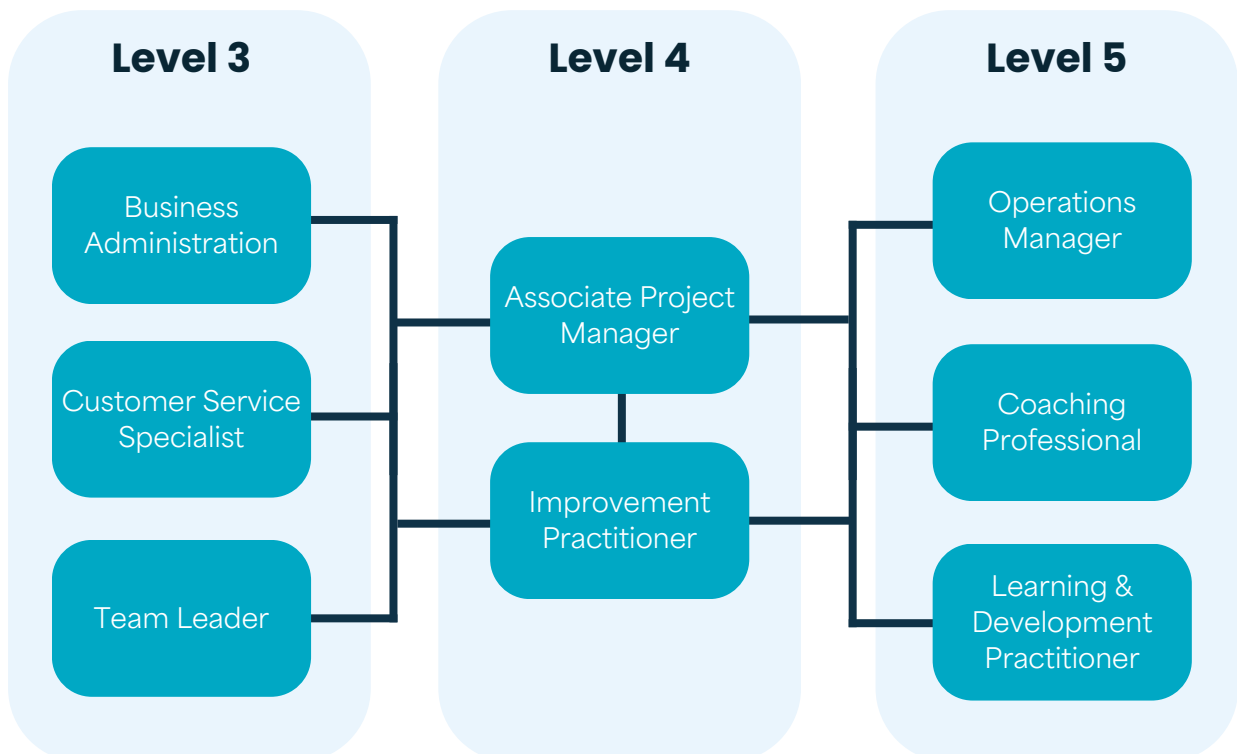 Level 3
Business
Administration
Customer Service
Specialist
Team Leader
Level 4
Associate Project
Manager
Improvement
Practitioner
Level 5
Operations
Manager
Coaching
Professional
Learning &
Development
Practitioner